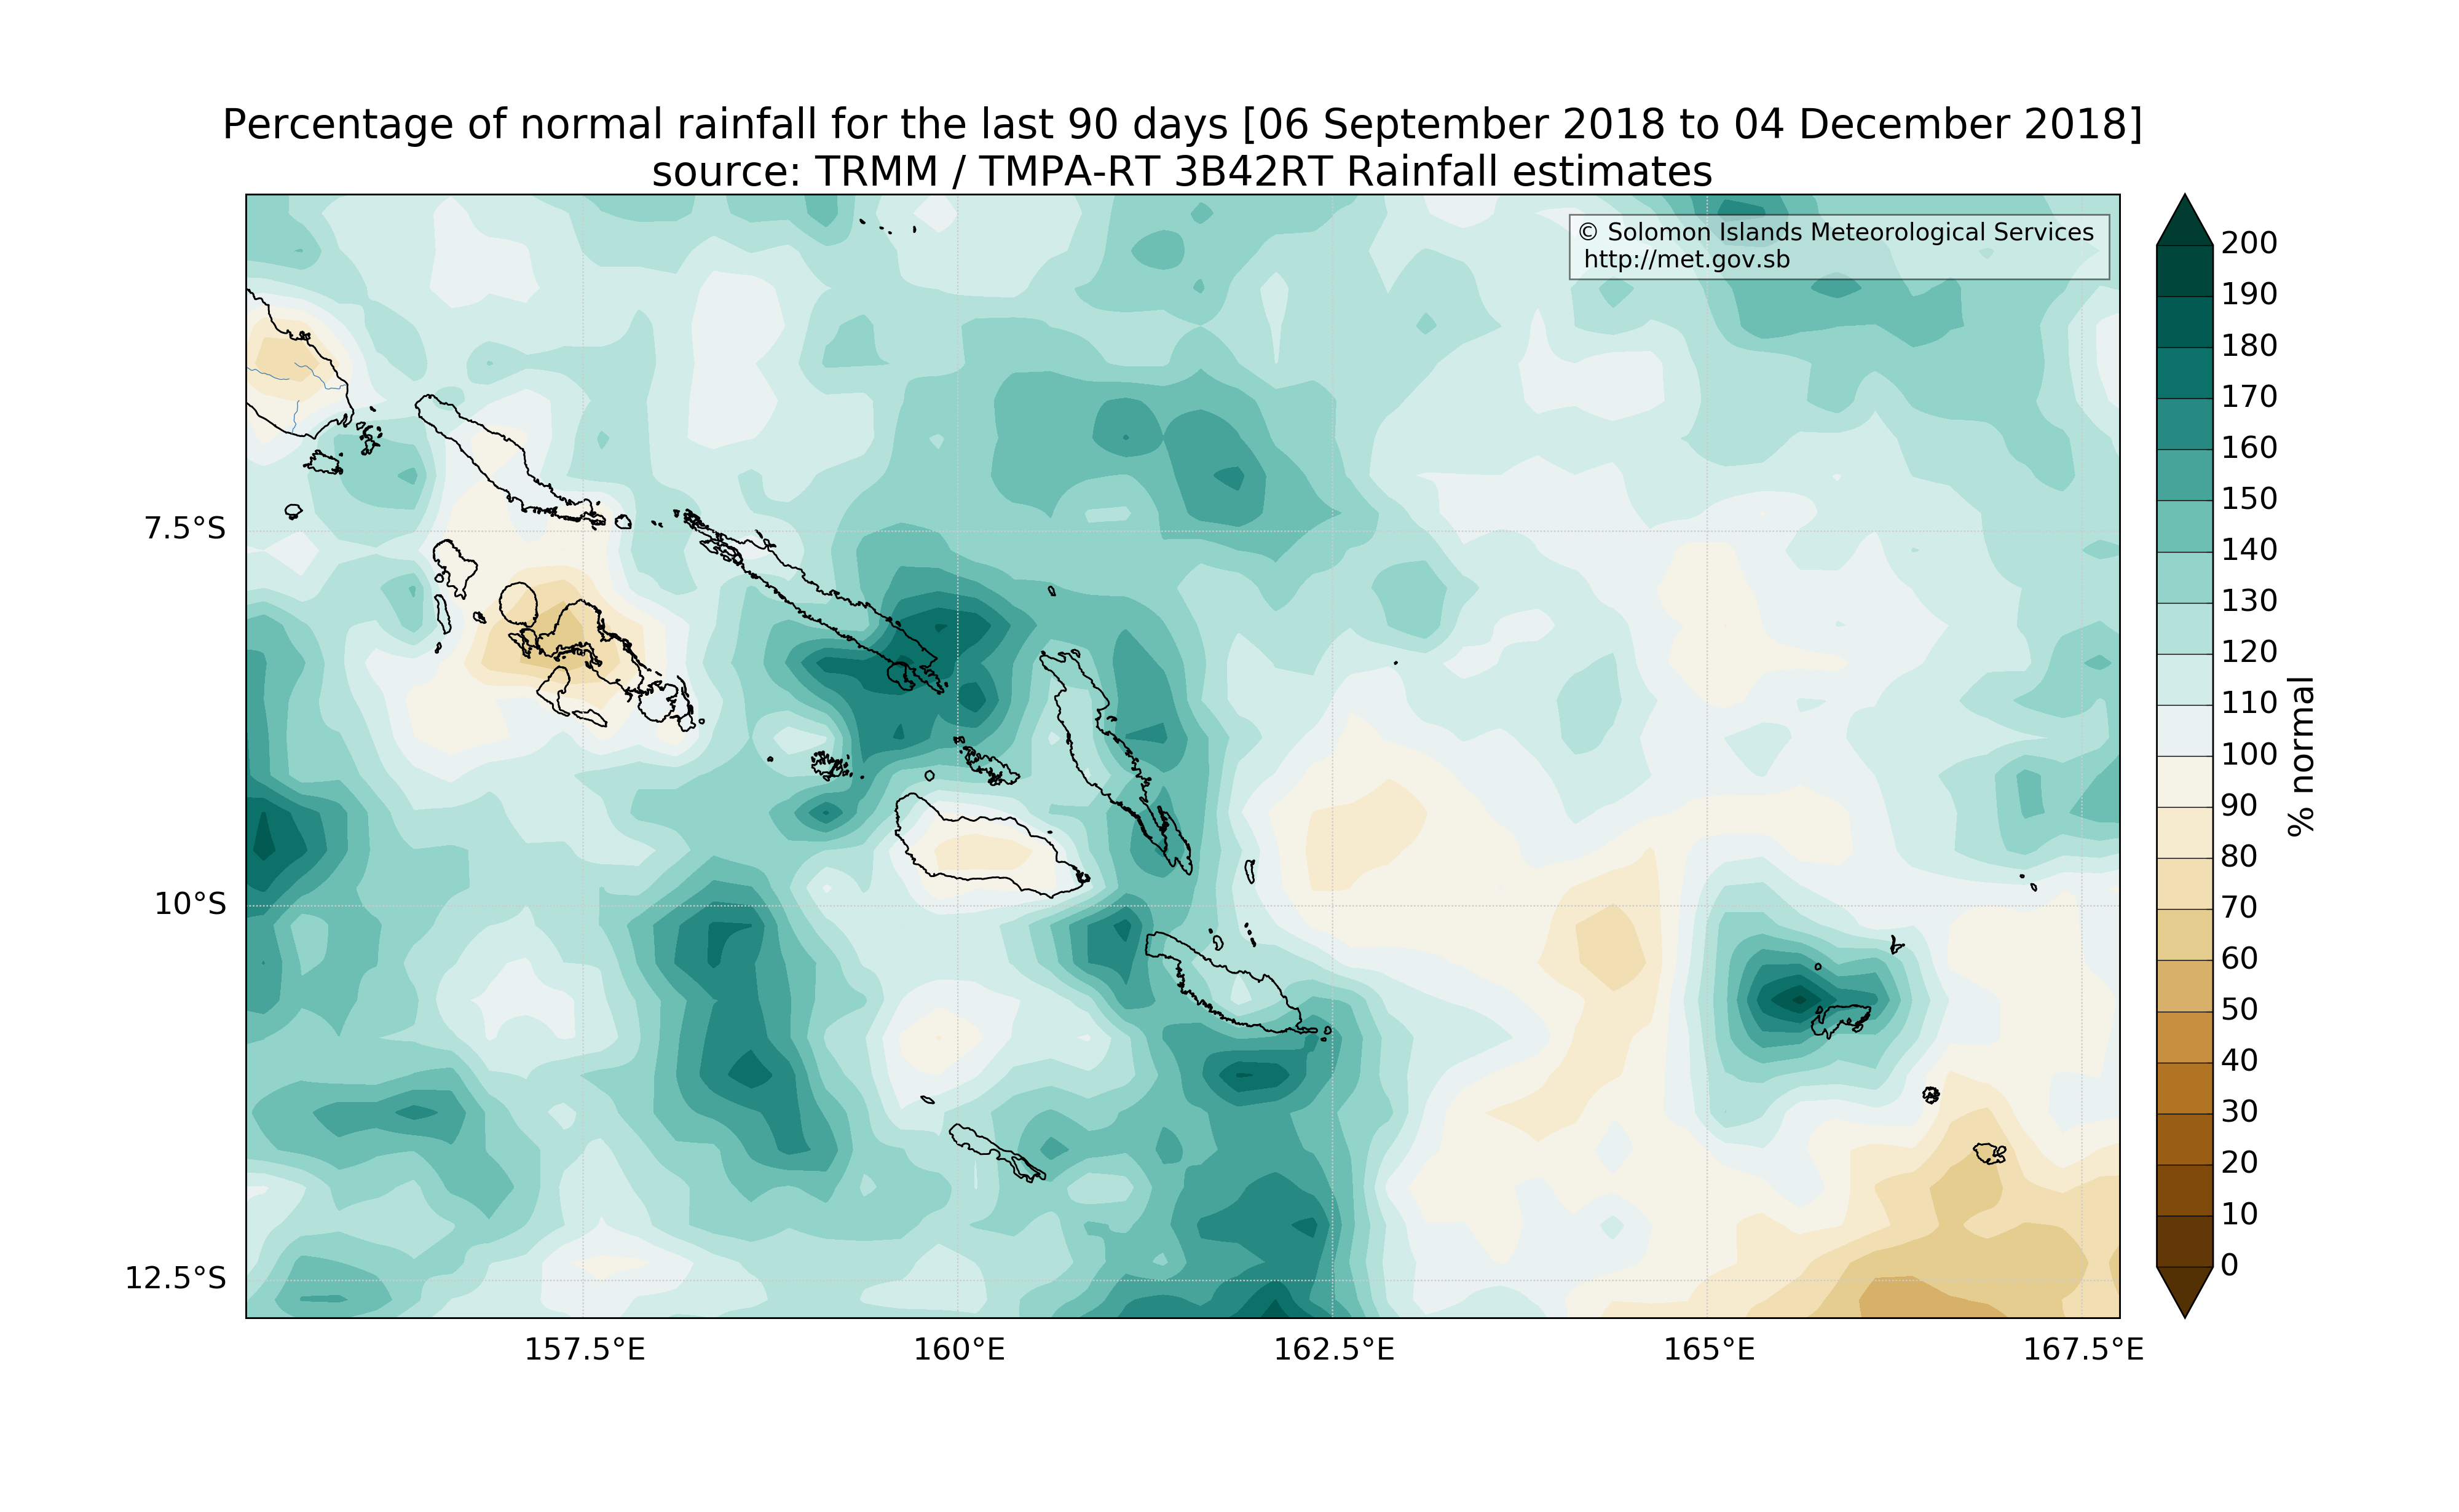 Percentage of normal rainfall for the last 90 days [06 September 2018 to 04 December 2018]
source: TRMM / TMPA-RT 3B42RT Rainfall estimates
© Solomon Islands Meteorological Services
http://met.gov.sb
7.5°S
10°S
12.5°S
157.5°E
160°E
162.5°E
165°E
167.5°E
200
190
180
170
160
150
140
130
120
110
100
90
80
70
60
50
40
30
20
10
0
% normal